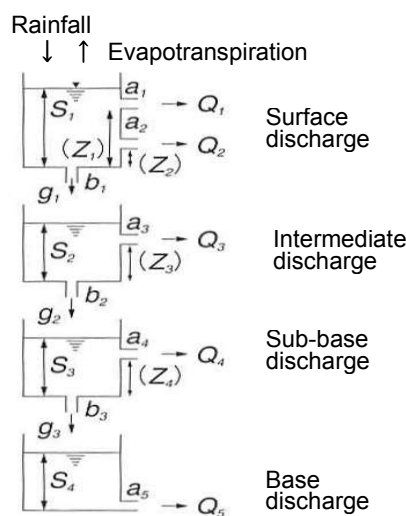 Rainfall
↓ ↑ Evapotranspiration
a1 → Q1
S1 a2 Surface
(Z1) → Q2 discharge
(Z2)
g1 b1
a3 → Q3 Intermediate
S2 (Z3) discharge
g2 b2
a4 → Q4 Sub-base
S3 (Z4) discharge
g3 b3
S4 a5 Base
→ Q5 discharge